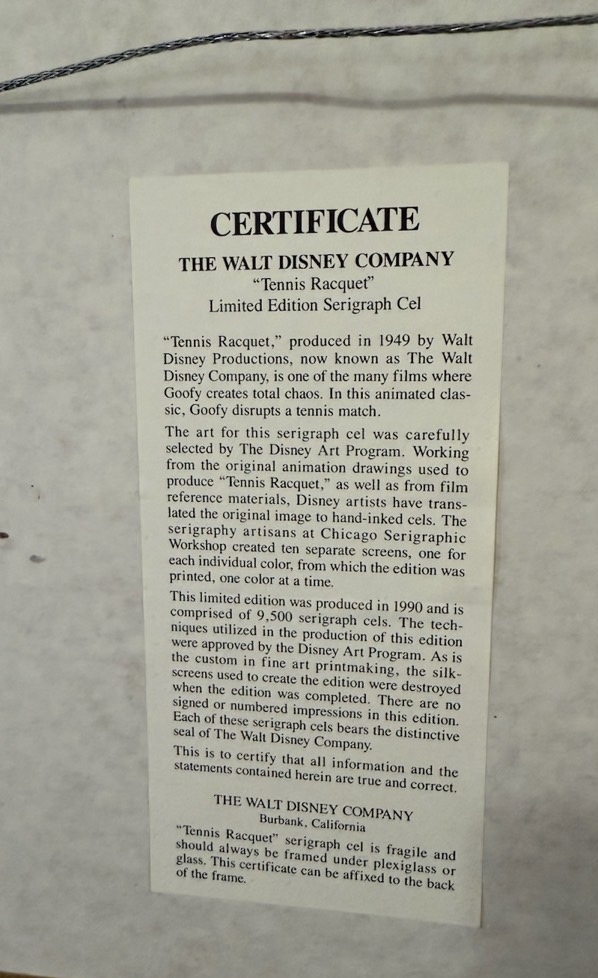 CERTIFICATE
THE WALT DISNEY COMPANY
“Tennis Racquet”
Limited Edition Serigraph Cel
“Tennis Racquet,” produced in 1949 by Walt
Disney Productions, now known as The Walt
Disney Company, is one of the many films where
Goofy creates total chaos. In this animated clas-
sic, Goofy disrupts a tennis match.
The art for this serigraph cel was carefully
selected by The Disney Art Program. Working
from the original animation drawings used to
produce “Tennis Racquet,” as well as from film
reference materials, Disney artists have trans-
lated the original image to hand-inked cels. The
serigraphy artisans at Chicago Serigraphic
Workshop created ten separate screens, one for
each individual color, from which the edition was
printed, one color at a time.
This limited edition was produced in 1990 and is
comprised of 9,500 serigraph cels. The tech-
niques utilized in the production of this edition
were approved by the Disney Art Program. As is
the custom in fine art printmaking, the silk-
screens used to create the edition were destroyed
when the edition was completed. There are no
signed or numbered impressions in this edition.
Each of these serigraph cels bears the distinctive
seal of The Walt Disney Company.
This is to certify that all information and the
statements contained herein are true and correct.
THE WALT DISNEY COMPANY
Burbank, California
“Tennis Racquet” serigraph cel is fragile and
should always be framed under plexiglass or
glass. This certificate can be affixed to the back
of the frame.